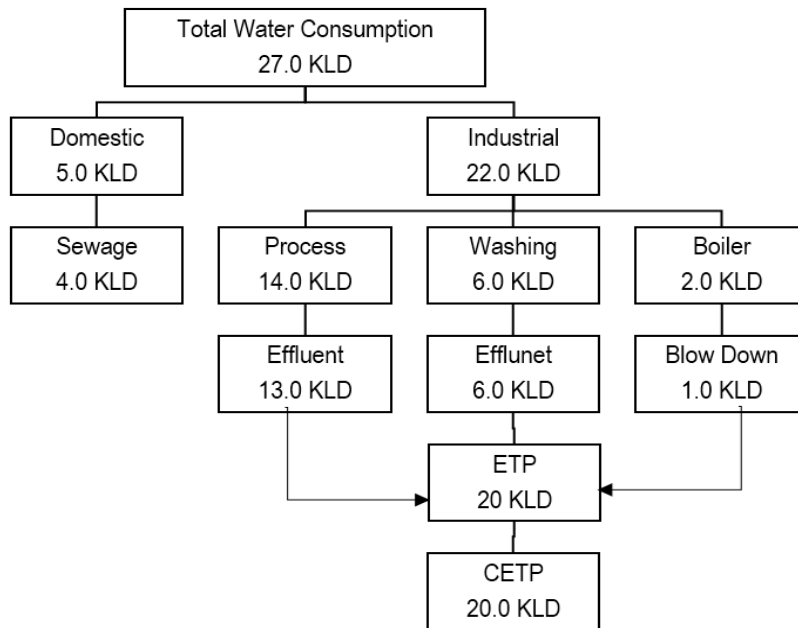 Total Water Consumption
27.0 KLD
Domestic
5.0 KLD
Industrial
22.0 KLD
Sewage
4.0 KLD
Process
14.0 KLD
Washing
6.0 KLD
Boiler
2.0 KLD
Effluent
13.0 KLD
Efflunet
6.0 KLD
Blow Down
1.0 KLD
ETP
20 KLD
CETP
20.0 KLD